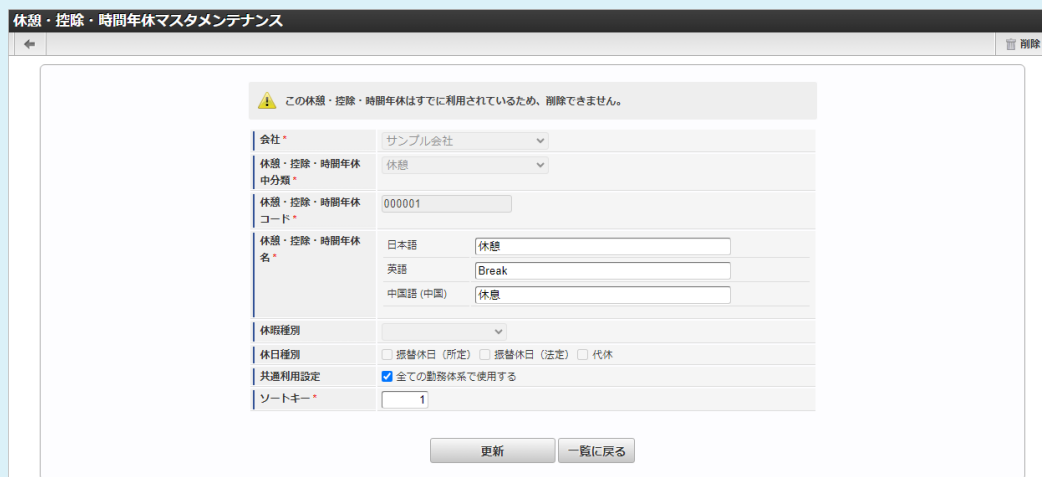 休憩・控除・時間年休マスタメンテナンス
削除
この休憩・控除・時間年休はすでに利用されているため、削除できません。
会社*
サンプル会社
休憩・控除・時間年休
中分類*
休憩
休憩・控除・時間年休
コード*
000001
休憩・控除・時間年休
名*
日本語
休憩
英語
Break
中国語 (中国)
休息
休暇種別
休日種別
振替休日（所定） 振替休日（法定） 代休
共通利用設定
全ての勤務体系で使用する
ソートキー*
1
更新
一覧に戻る